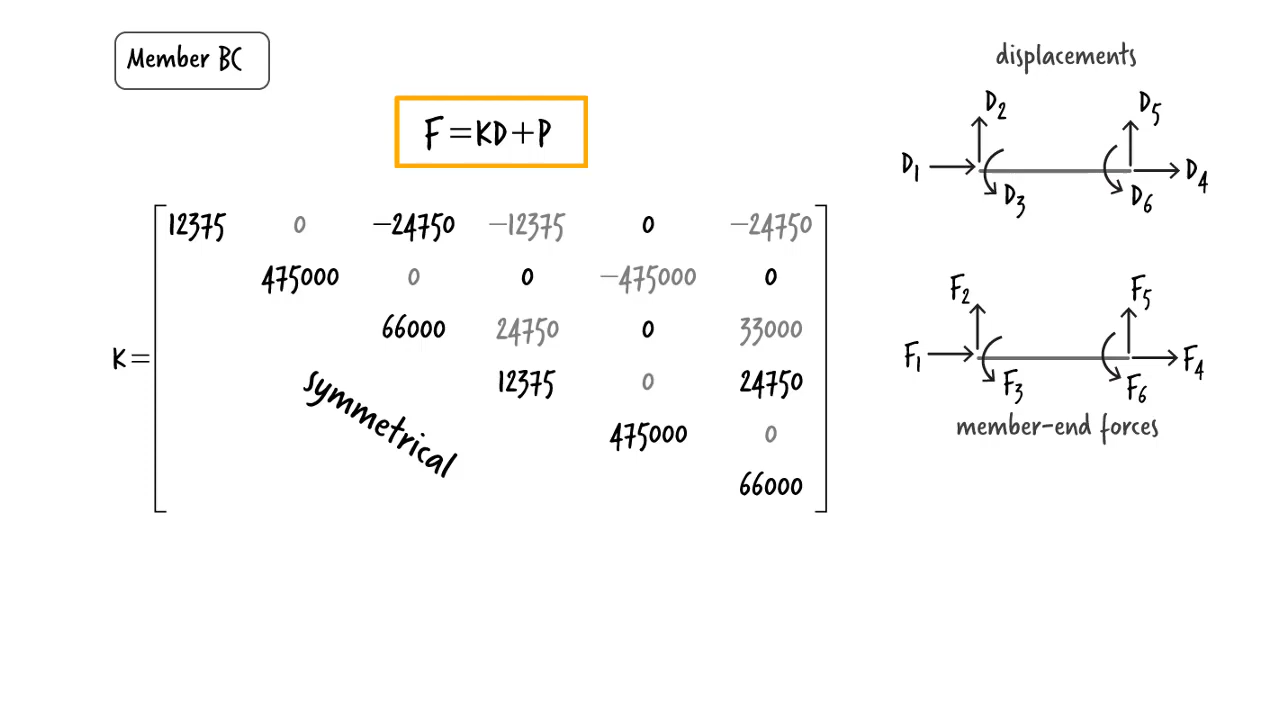 Member BC
F=KD+P
K=
12375 0 −24750 −12375 0 −24750
475000 0 0 −475000 0
66000 24750 0 33000
12375 0 24750
475000 0
66000
symmetrical
displacements
D2 D5
D1 D4
D3 D6
F2 F5
F1 F4
F3 F6
member-end forces